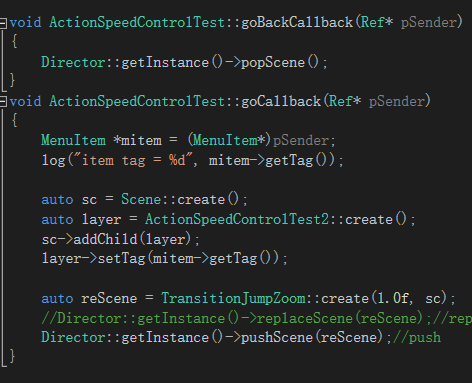 void ActionSpeedControlTest::goBackCallback(Ref* pSender)
{
    Director::getInstance()->popScene();
}
void ActionSpeedControlTest::goCallback(Ref* pSender)
{
    MenuItem *mitem = (MenuItem*)pSender;
    log("item tag = %d", mitem->getTag());
    auto sc = Scene::create();
    auto layer = ActionSpeedControlTest2::create();
    sc->addChild(layer);
    layer->setTag(mitem->getTag());
    auto reScene = TransitionJumpZoom::create(1.0f, sc);
    //Director::getInstance()->replaceScene(reScene);//rep
    Director::getInstance()->pushScene(reScene);//push
}